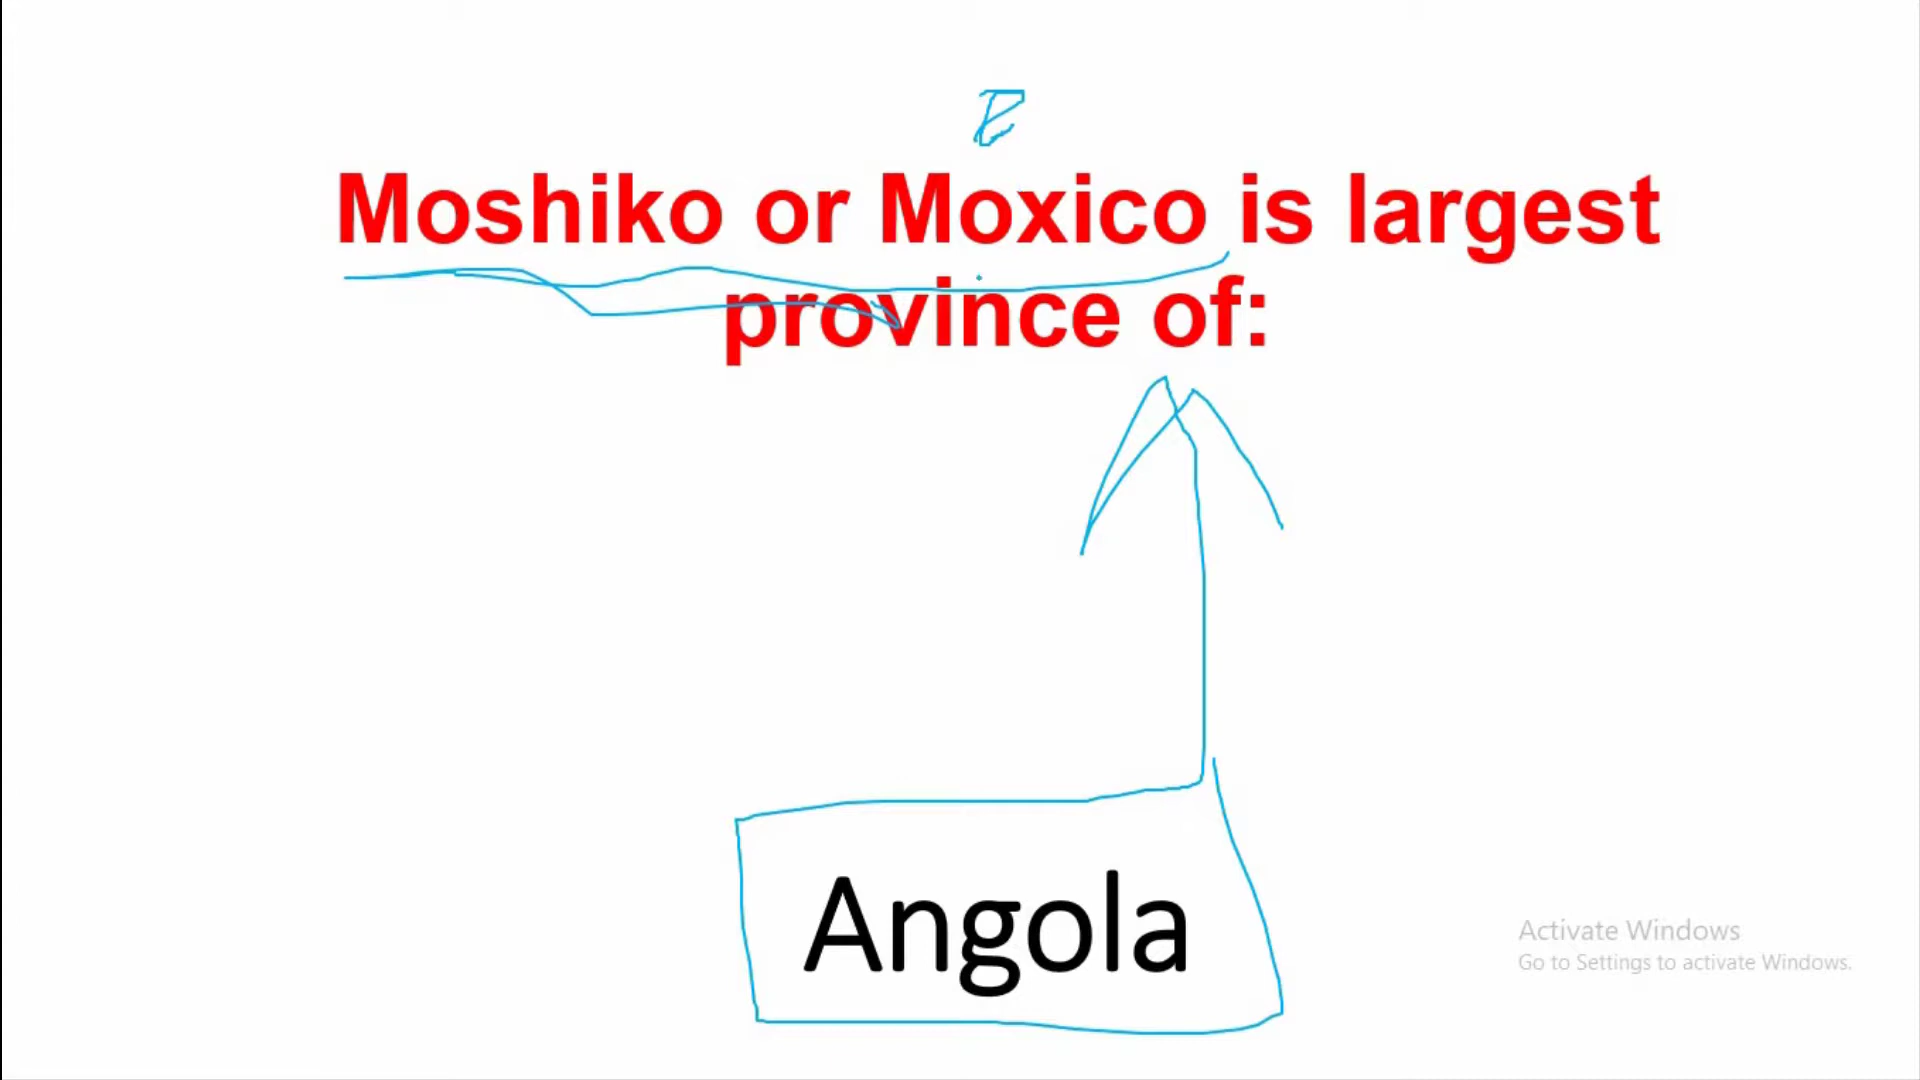 Moshiko or Moxico is largest
province of:
Angola
Activate Windows
Go to Settings to activate Windows.